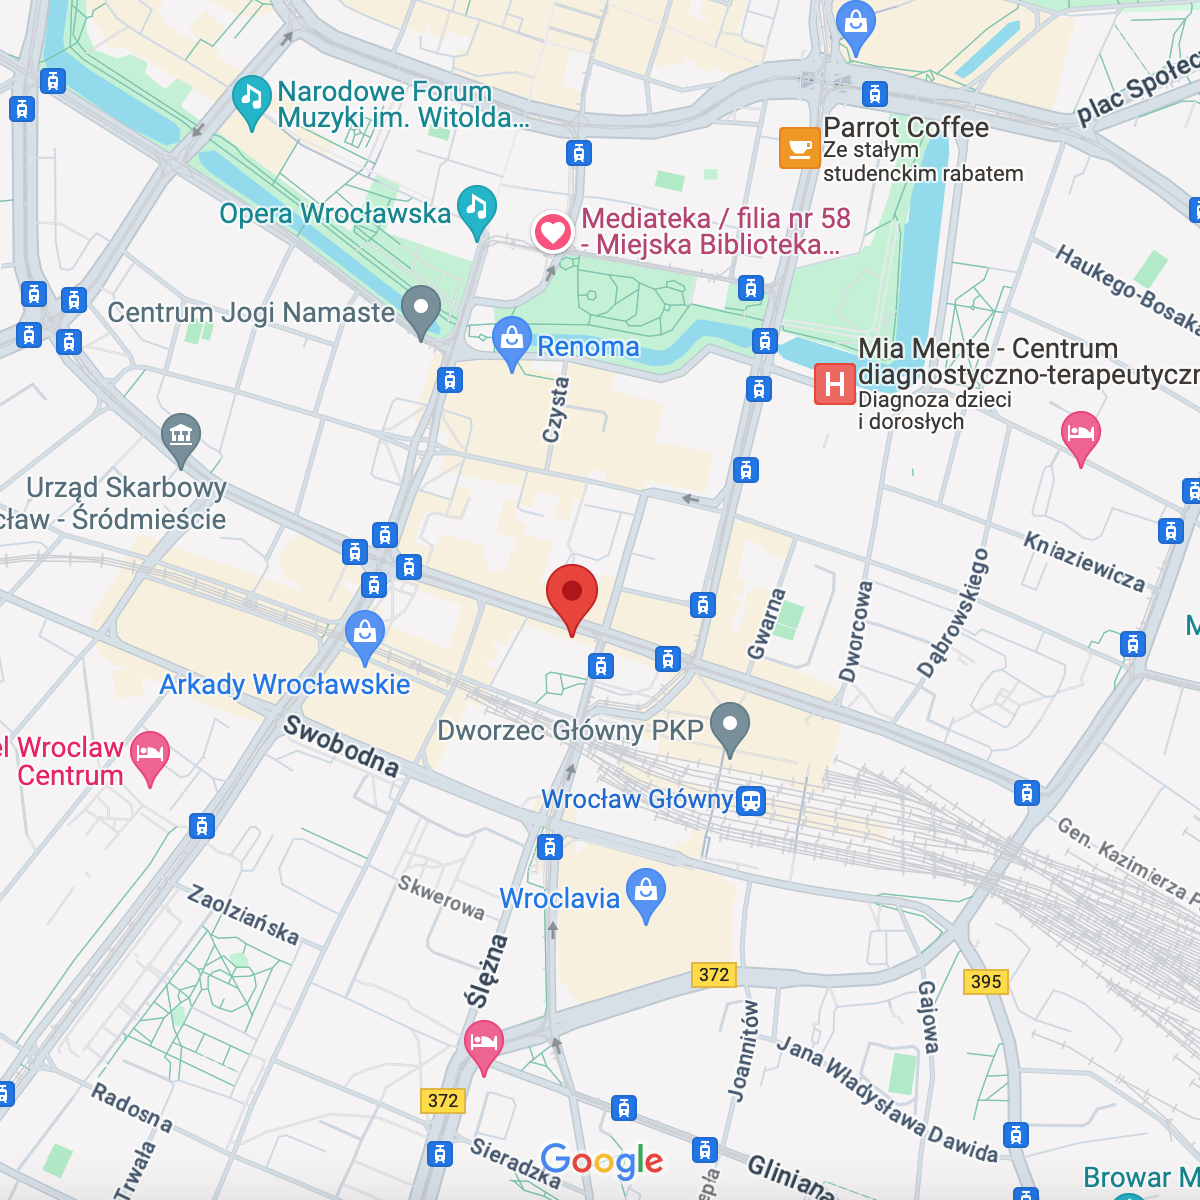 Narodowe Forum
Muzyki im. Witolda...
plac Społec
Parrot Coffee
Ze stałym
studenckim rabatem
Opera Wrocławska
Mediateka / filia nr 58
- Miejska Biblioteka...
Haukego-Bosaka
Centrum Jogi Namaste
Renoma
Mia Mente - Centrum
diagnostyczno-terapeutyczn
Diagnoza dzieci
i dorosłych
H
Czysta
Urząd Skarbowy
cław - Śródmieście
Kniaziewicza
Dąbrowskiego
Dworcowa
Gwarna
M
Arkady Wrocławskie
Swobodna
Dworzec Główny PKP
el Wroclaw
Centrum
Wrocław Główny
Gen. Kazimierza P
Skwerowa
Wroclavia
Zaolziańska
Ślężna
372
395
Gajowa
Joannitów
Jana Władysława Dawida
372
Radosna
Trwała
Sieradzka
Google
epła
Gliniana
Browar M